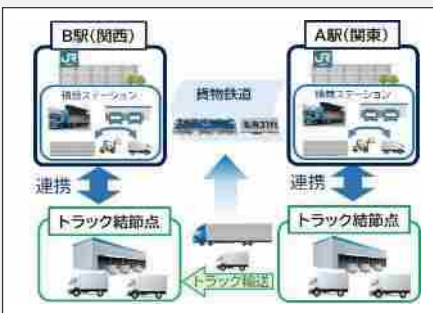 B駅(関西)
A駅(関東)
JR
JR
積替ステーション
貨物鉄道
積替ステーション
連携
連携
トラック結節点
トラック結節点
トラック輸送